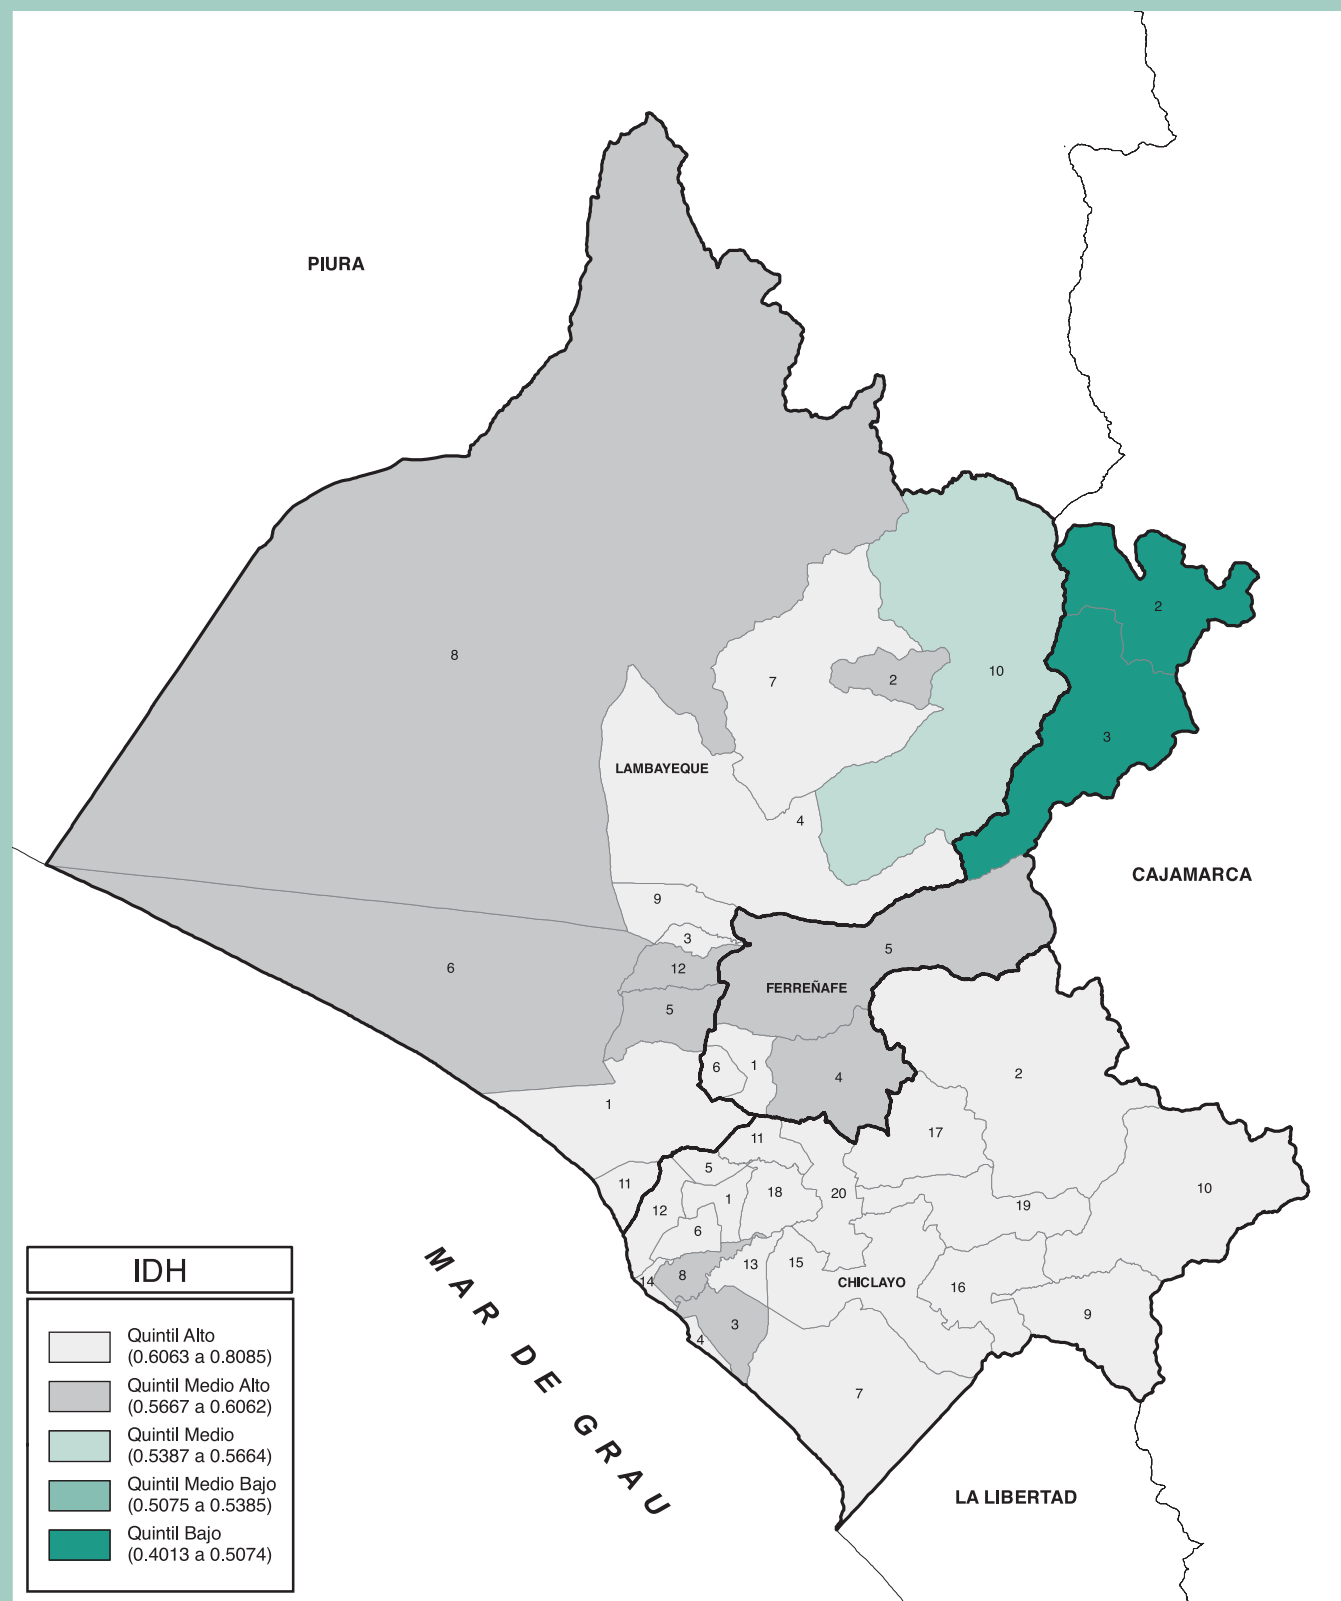 PIURA
8
7
2
10
2
3
LAMBAYEQUE
4
CAJAMARCA
9
3
5
6
12
FERREÑAFE
5
6
1
4
2
1
17
11
5
11
18
20
10
12
1
19
6
13
15
14
8
CHICLAYO
16
9
3
4
7
MAR DE GRAU
LA LIBERTAD
IDH
Quintil Alto
(0.6063 a 0.8085)
Quintil Medio Alto
(0.5667 a 0.6062)
Quintil Medio
(0.5387 a 0.5664)
Quintil Medio Bajo
(0.5075 a 0.5385)
Quintil Bajo
(0.4013 a 0.5074)